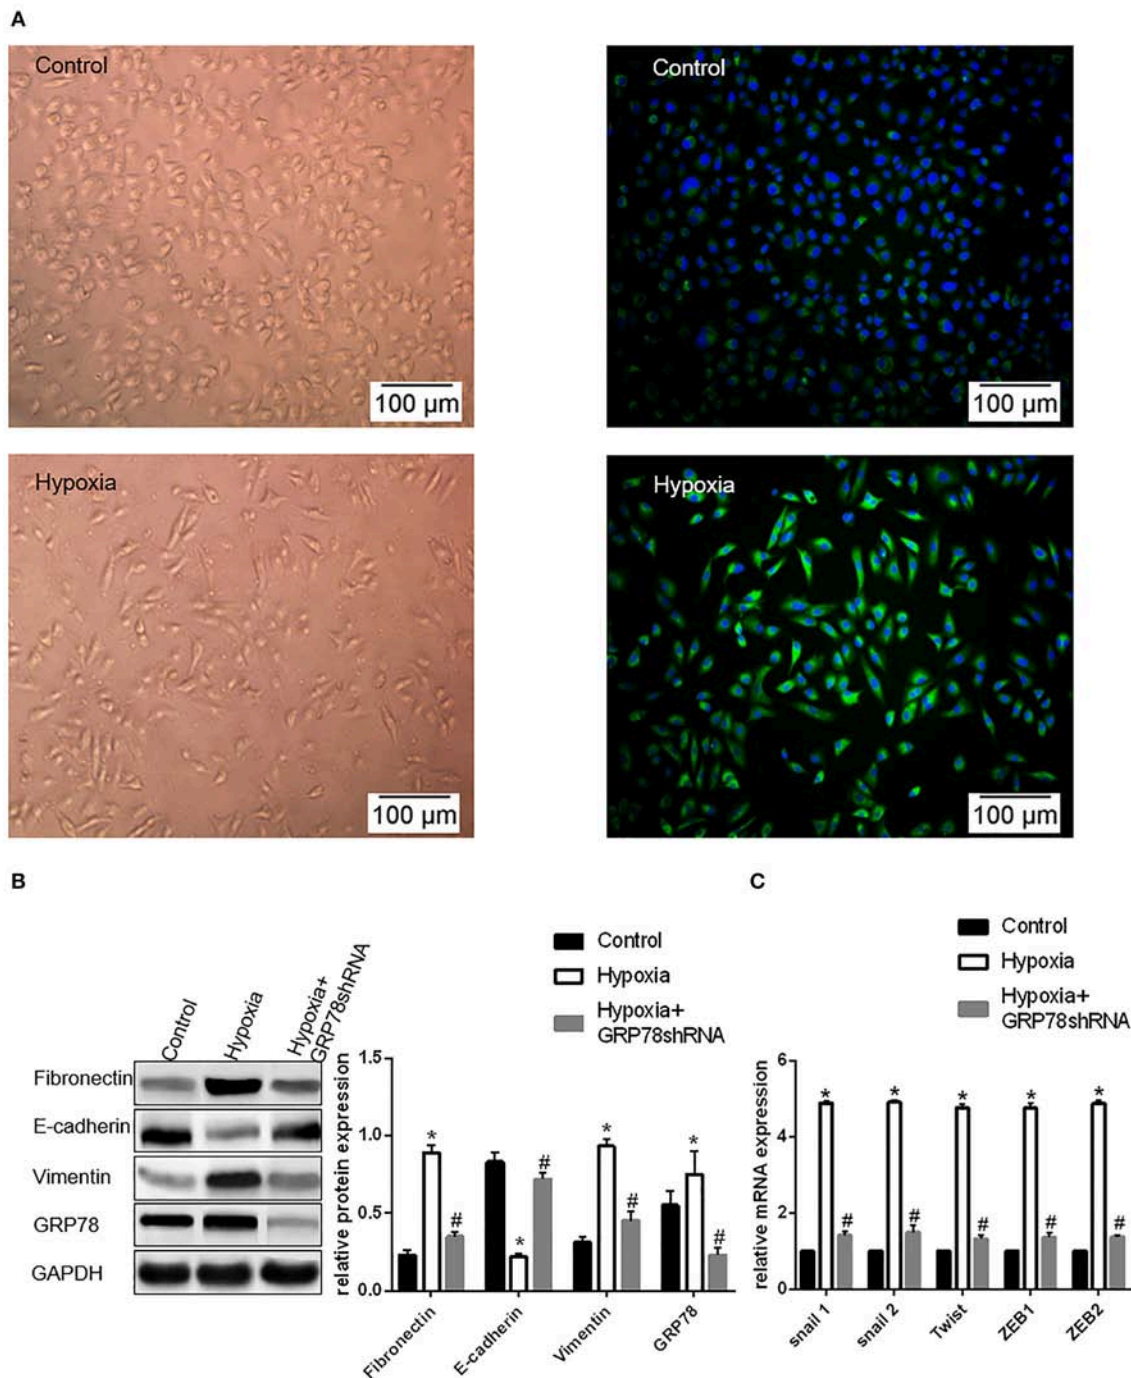 A
Control
Control
100 µm
100 µm
Hypoxia
Hypoxia
100 µm
100 µm
B
Control
Hypoxia
Hypoxia+
GRP78shRNA
Fibronectin
E-cadherin
Vimentin
GRP78
GAPDH
Control
Hypoxia
Hypoxia+
GRP78shRNA
relative protein expression
1.5
1.0
0.5
0.0
*
#
*
#
*
#
*
#
Fibronectin
E-cadherin
Vimentin
GRP78
C
Control
Hypoxia
Hypoxia+
GRP78shRNA
relative mRNA expression
6
4
2
0
*
#
*
#
*
#
*
#
*
#
snail 1
snail 2
Twist
ZEB1
ZEB2